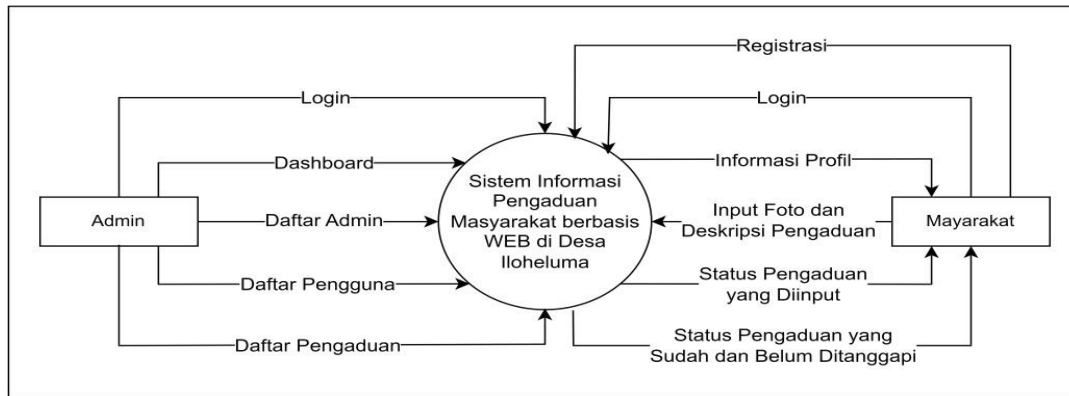 Registrasi
Login
Login
Dashboard
Informasi Profil
Sistem Informasi
Pengaduan
Masyarakat berbasis
WEB di Desa
Iloheluma
Admin
Daftar Admin
Input Foto dan
Deskripsi Pengaduan
Mayarakat
Daftar Pengguna
Status Pengaduan
yang Diinput
Daftar Pengaduan
Status Pengaduan yang
Sudah dan Belum Ditanggapi